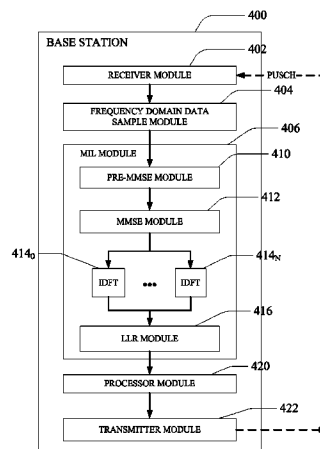 400
BASE STATION
402
RECEIVER MODULE
PUSCH
404
FREQUENCY DOMAIN DATA
SAMPLE MODULE
406
MIL MODULE
410
PRE-MMSE MODULE
412
MMSE MODULE
414₀
414N
IDFT
•••
IDFT
416
LLR MODULE
420
PROCESSOR MODULE
422
TRANSMITTER MODULE